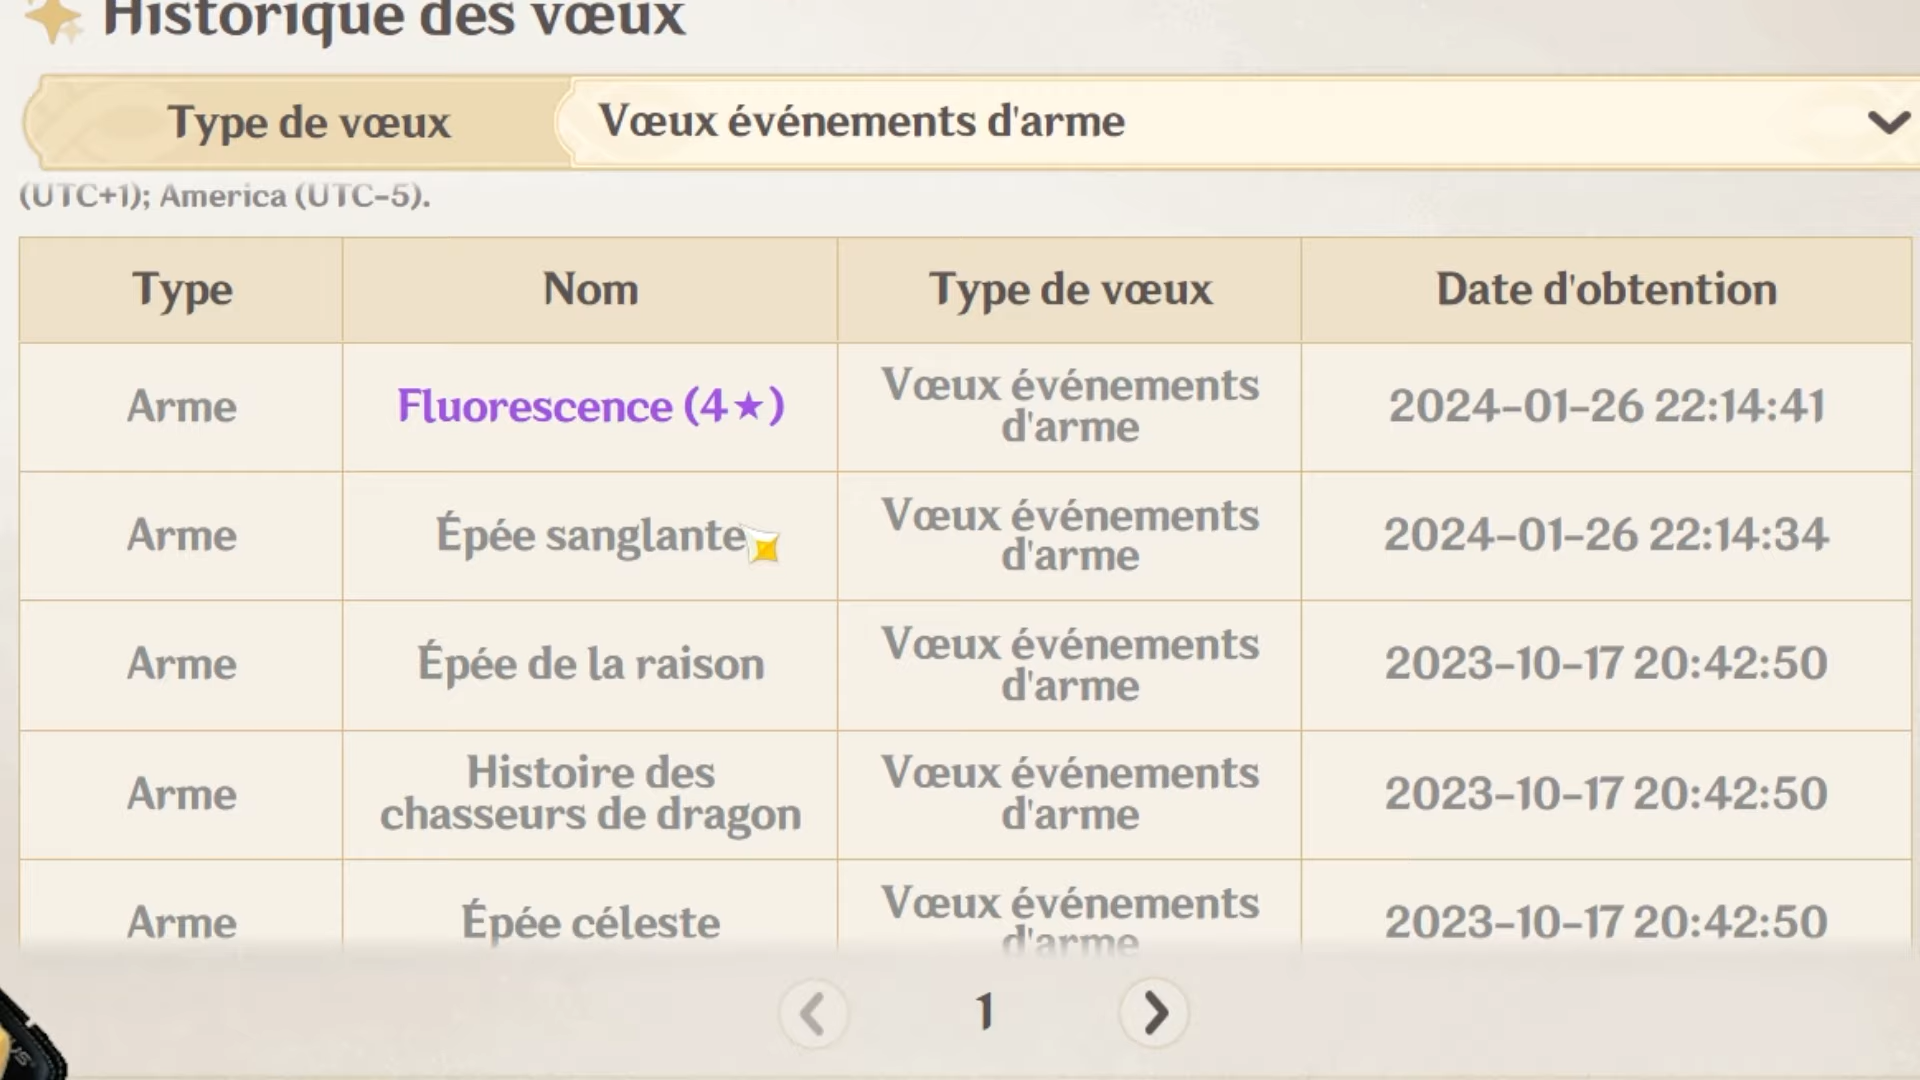 Historique des vœux
Type de vœux
Vœux événements d'arme
(UTC+1); America (UTC-5).
Type
Nom
Type de vœux
Date d'obtention
Arme
Fluorescence (4★)
Vœux événements
d'arme
2024-01-26 22:14:41
Arme
Épée sanglante
Vœux événements
d'arme
2024-01-26 22:14:34
Arme
Épée de la raison
Vœux événements
d'arme
2023-10-17 20:42:50
Arme
Histoire des
chasseurs de dragon
Vœux événements
d'arme
2023-10-17 20:42:50
Arme
Épée céleste
Vœux événements
d'arme
2023-10-17 20:42:50
1